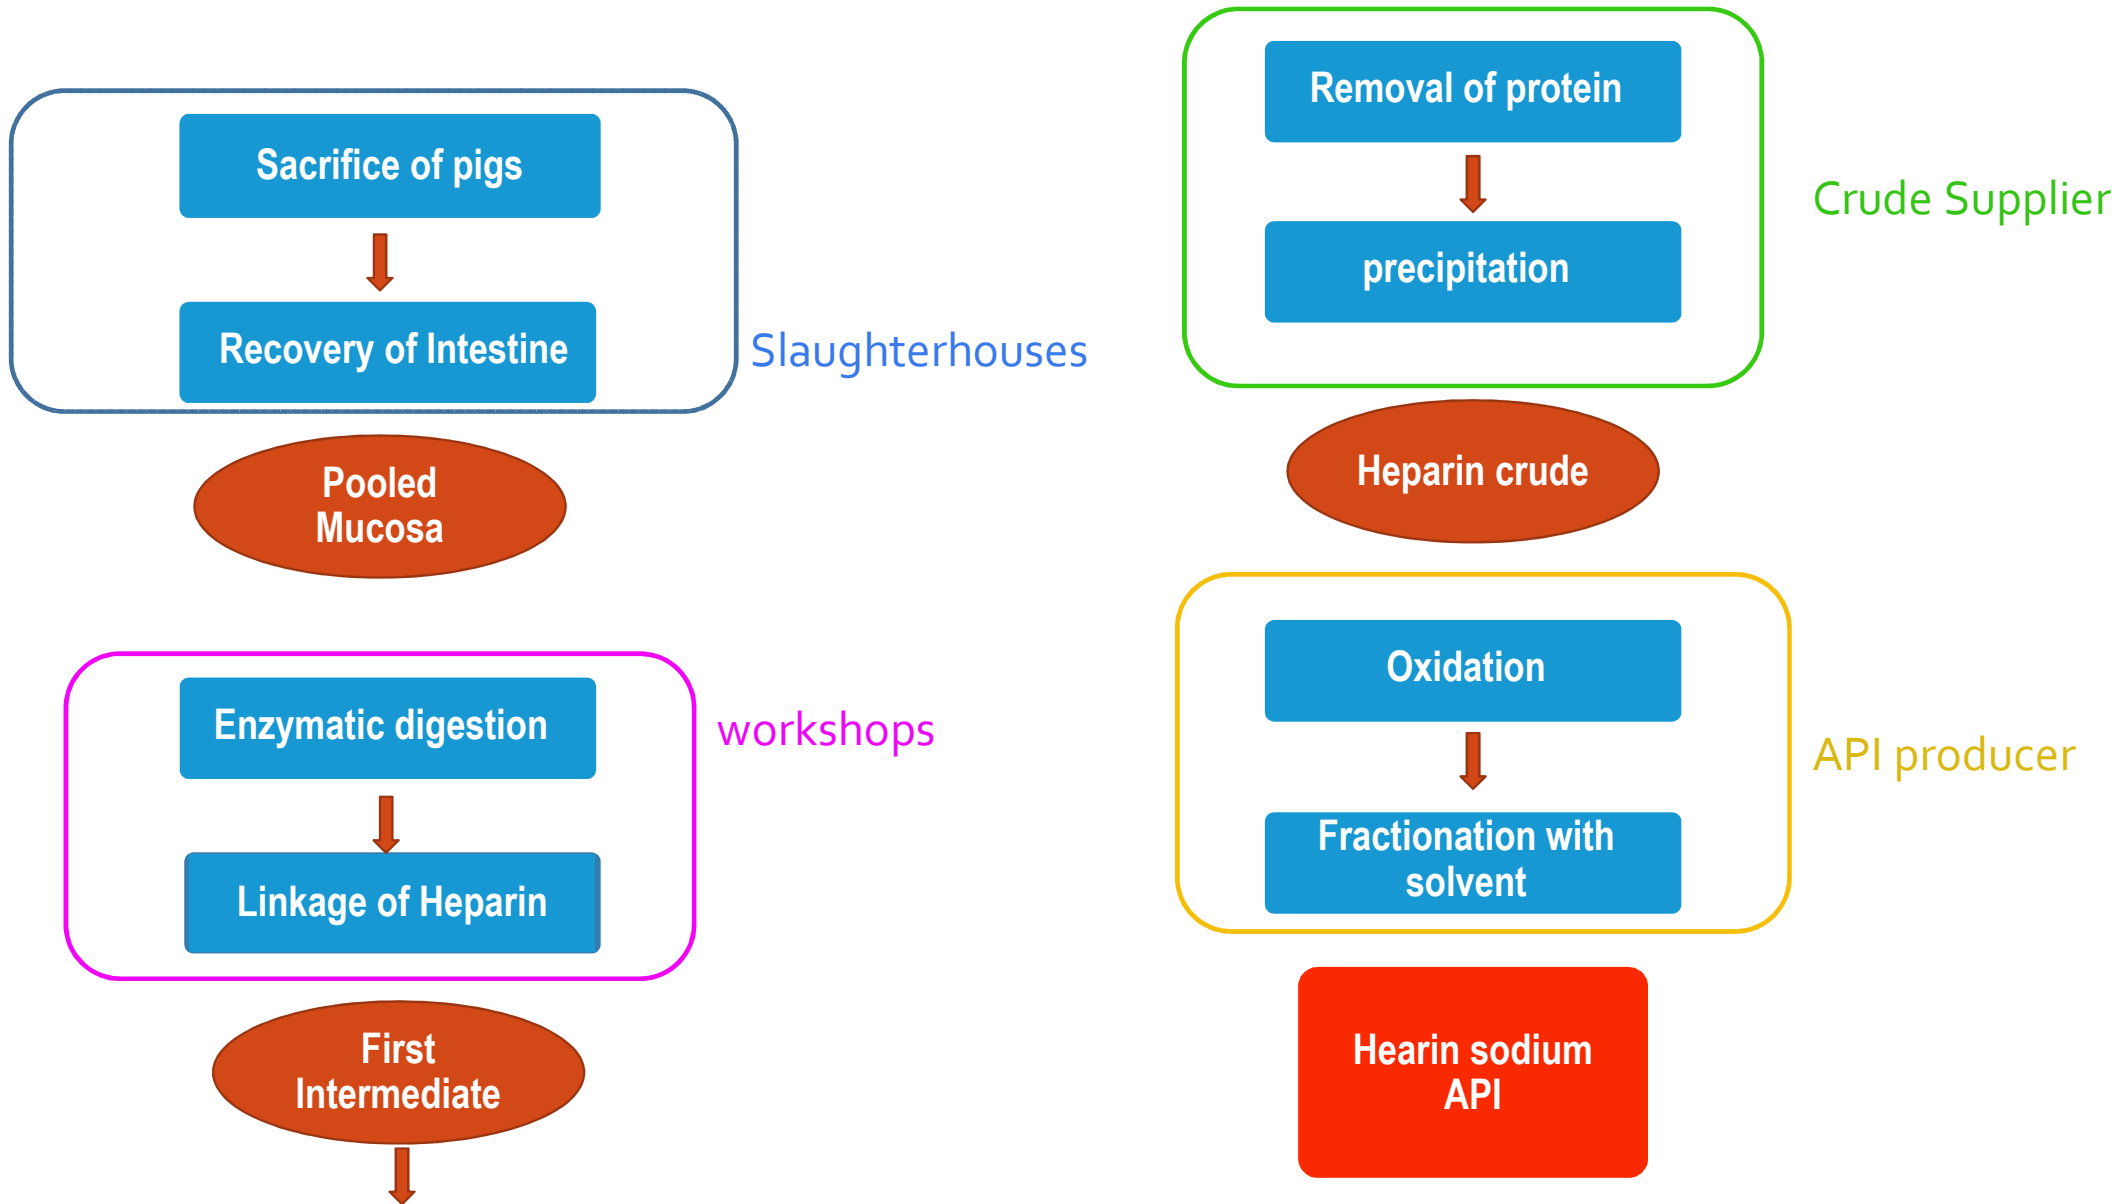 Sacrifice of pigs
Recovery of Intestine
Slaughterhouses
Pooled
Mucosa
Enzymatic digestion
workshops
Linkage of Heparin
First
Intermediate
Removal of protein
Crude Supplier
precipitation
Heparin crude
Oxidation
API producer
Fractionation with
solvent
Hearin sodium
API